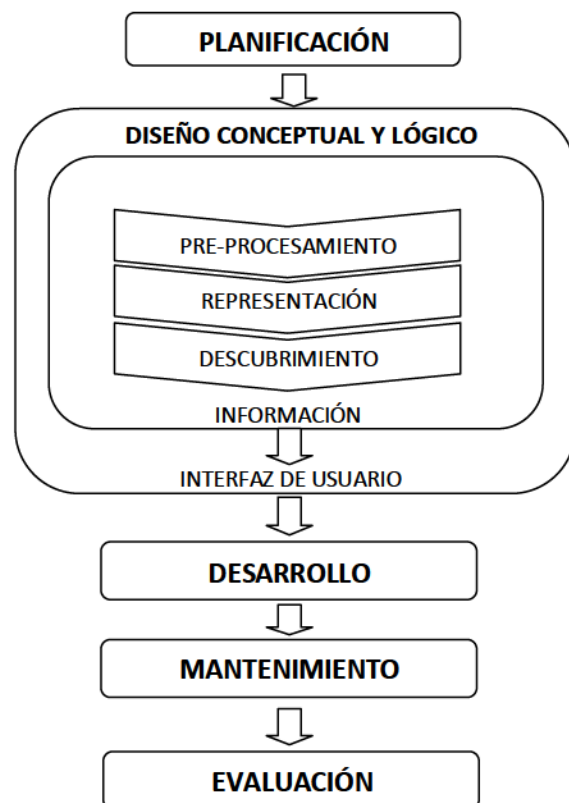 PLANIFICACIÓN
DISEÑO CONCEPTUAL Y LÓGICO
PRE-PROCESAMIENTO
REPRESENTACIÓN
DESCUBRIMIENTO
INFORMACIÓN
INTERFAZ DE USUARIO
DESARROLLO
MANTENIMIENTO
EVALUACIÓN